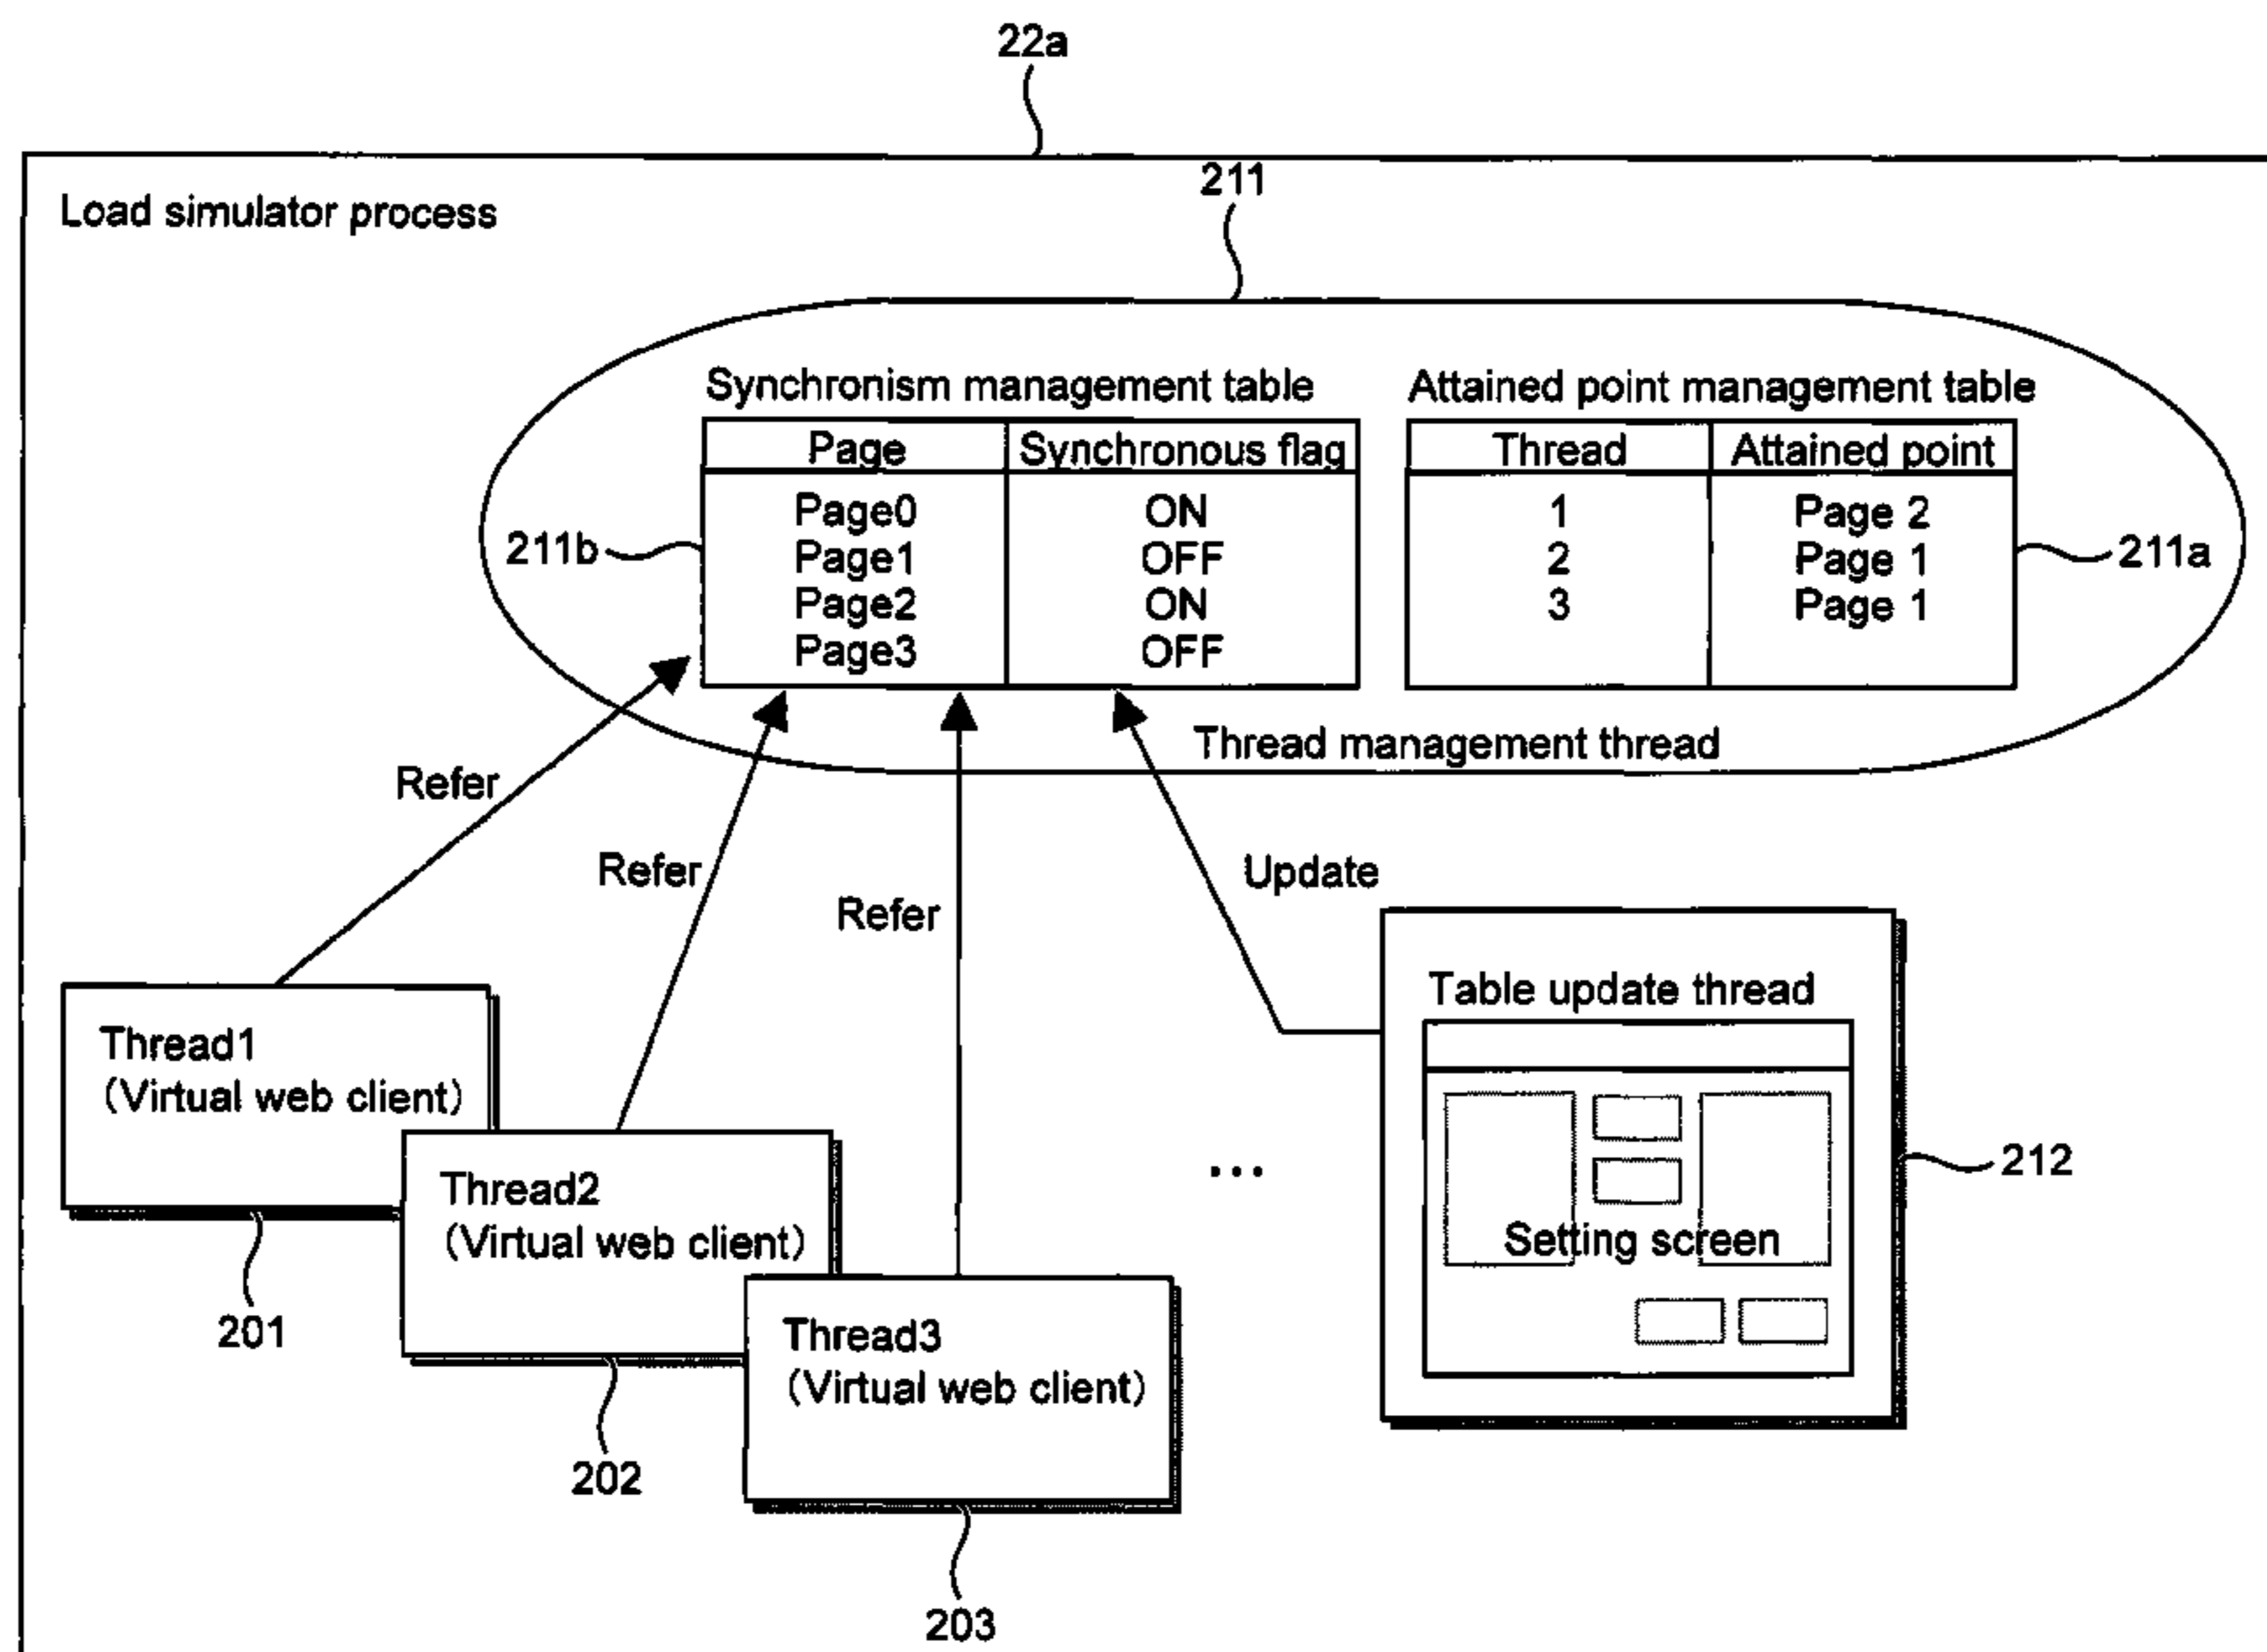 22a
Load simulator process
211
Synchronism management table
Page Synchronous flag
Page0 ON
Page1 OFF
Page2 ON
Page3 OFF
211b
Attained point management table
Thread Attained point
1 Page 2
2 Page 1
3 Page 1
211a
Thread management thread
Refer
Refer
Refer
Update
Thread1
(Virtual web client)
201
Thread2
(Virtual web client)
202
Thread3
(Virtual web client)
203
...
Table update thread
Setting screen
212